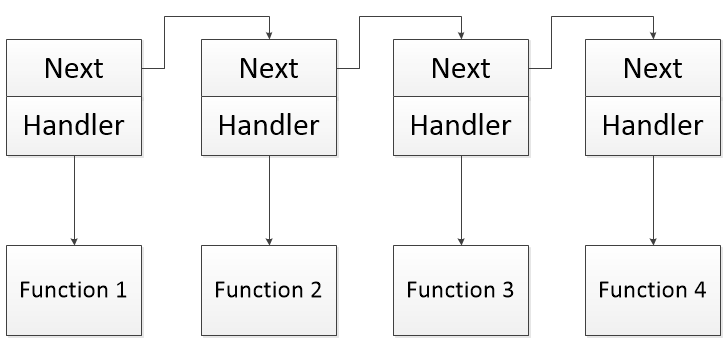 Next
Handler
Next
Handler
Next
Handler
Next
Handler
Function 1
Function 2
Function 3
Function 4